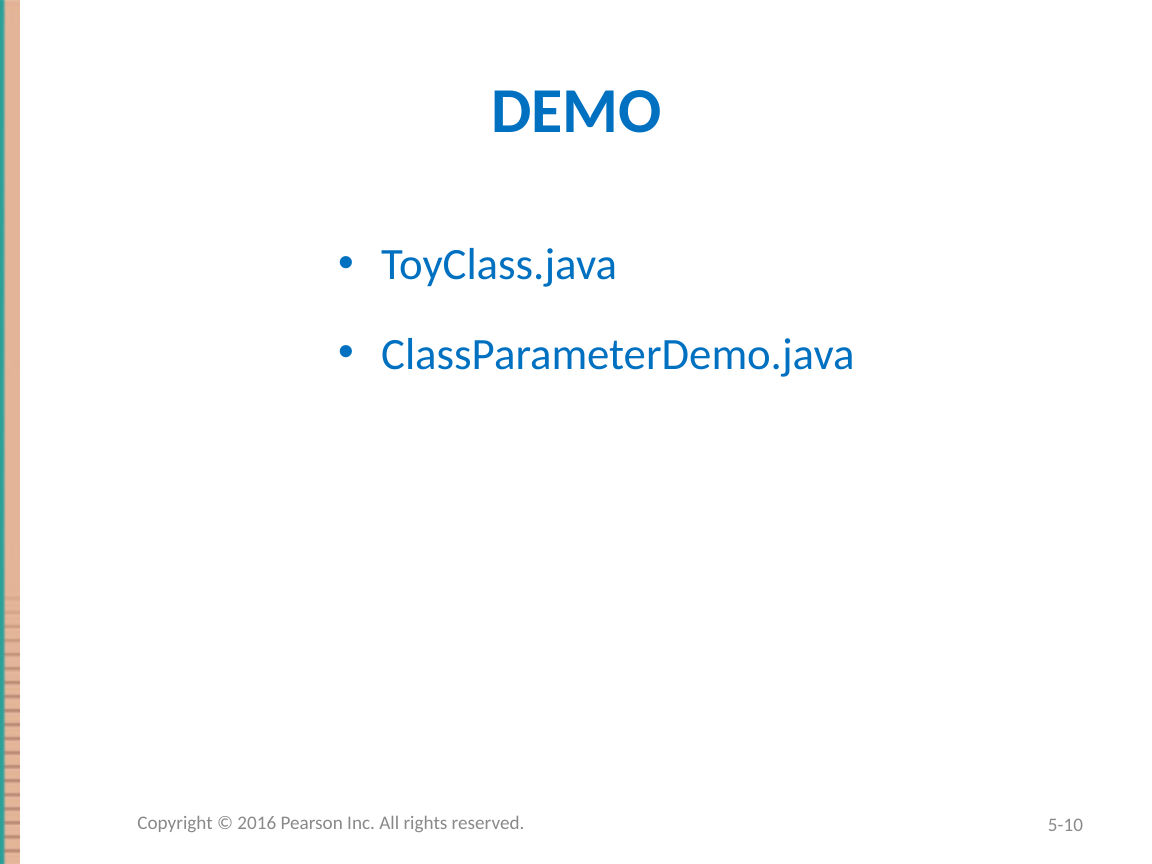 DEMO
• ToyClass.java
• ClassParameterDemo.java
Copyright © 2016 Pearson Inc. All rights reserved.
5-10